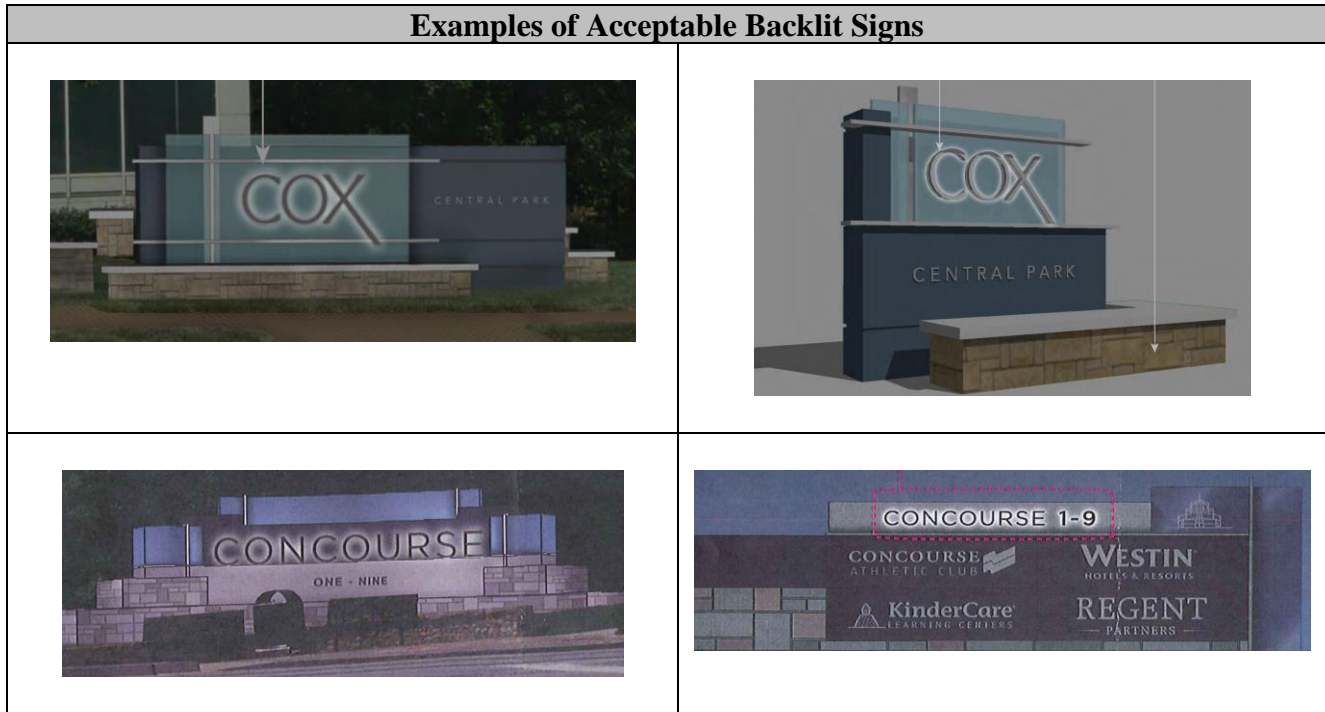 Examples of Acceptable Backlit Signs
COX
CENTRAL PARK
COX
CENTRAL PARK
CONCOURSE
ONE - NINE
CONCOURSE 1-9
CONCOURSE
ATHLETIC CLUB
WESTIN
HOTELS & RESORTS
KinderCare
LEARNING CENTERS
REGENT
PARTNERS